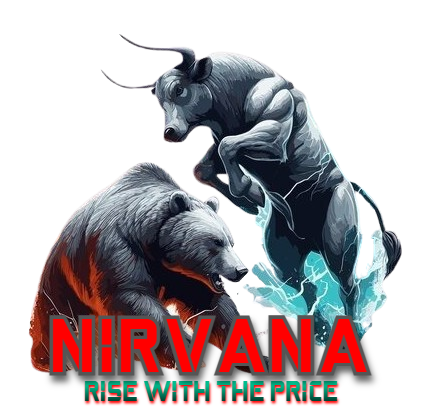 NIRVANA
RISE WITH THE PRICE